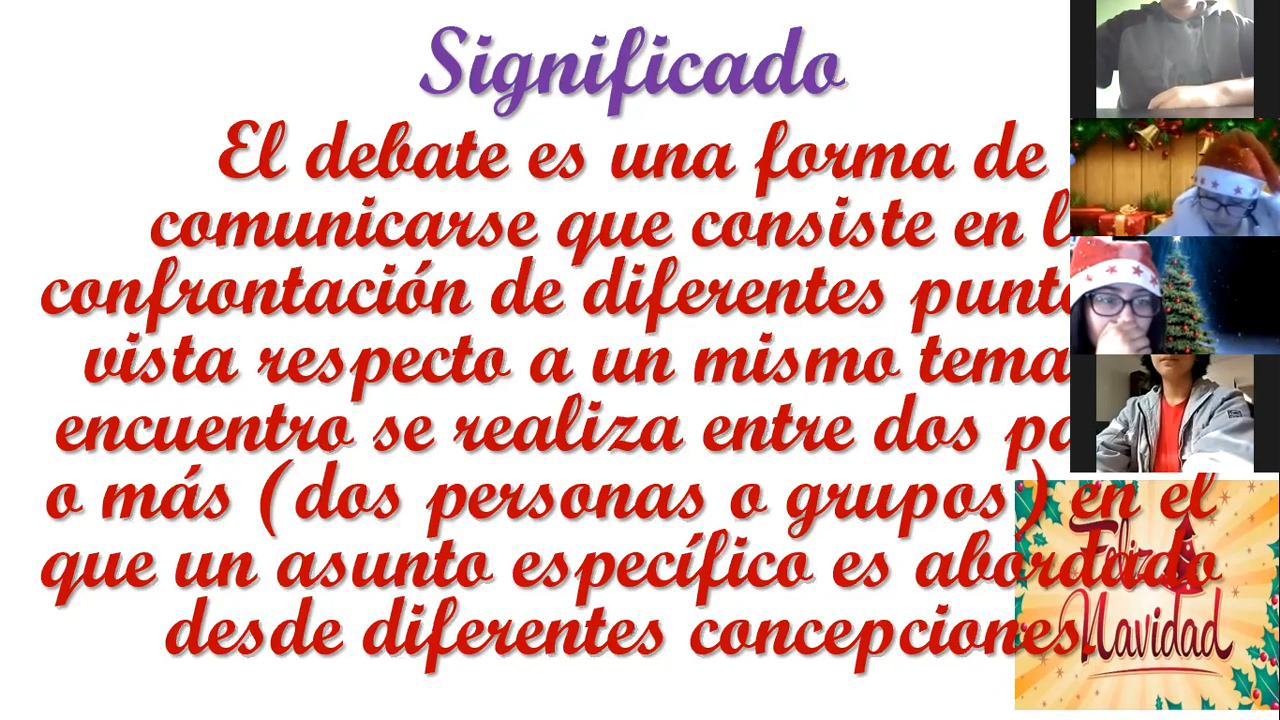 Significado
El debate es una forma de
comunicarse que consiste en
confrontación de diferentes
vista respecto a un mismo tema
encuentro se realiza entre dos
o más (dos personas o grupos) en el
que un asunto específico es abordado
desde diferentes concepciones.
Feliz
Navidad